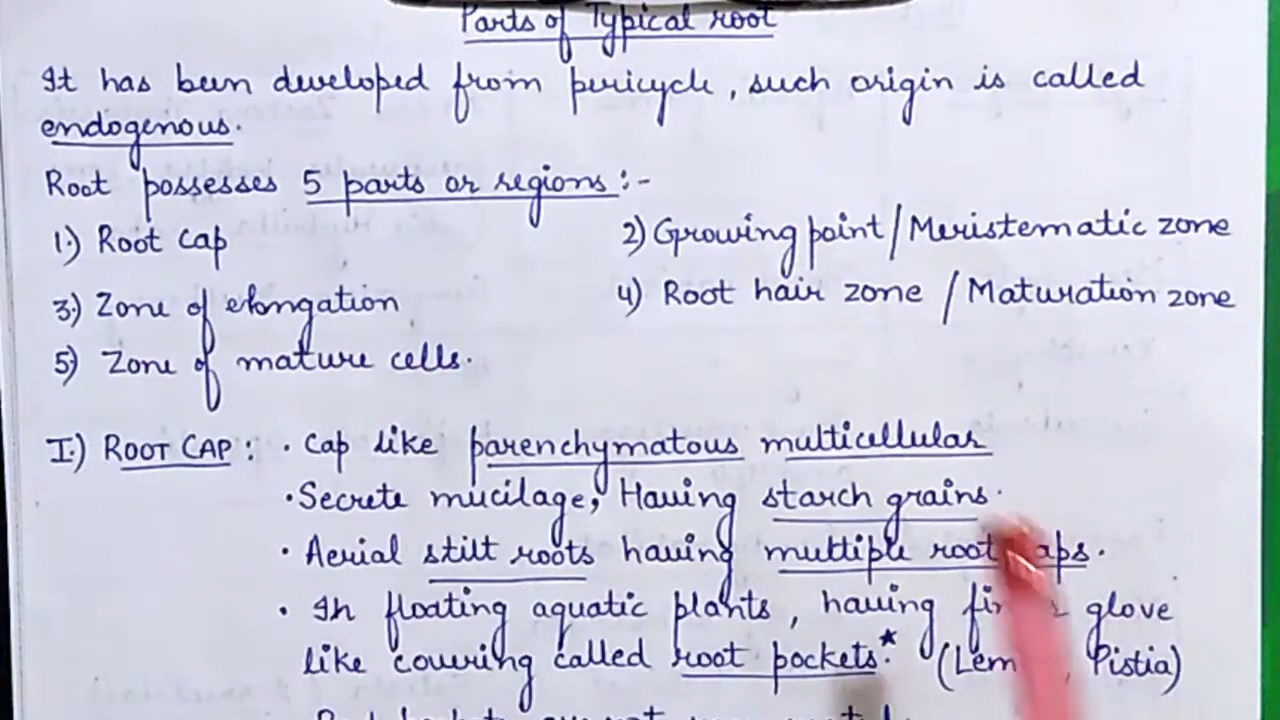 Parts of Typical root
It has been developed from pericycle, such origin is called
endogenous.
Root possesses 5 parts or regions :-
1.) Root cap
2) Growing point / Meristematic zone
3.) Zone of elongation
4) Root hair zone / Maturation zone
5) Zone of mature cells.
I.) ROOT CAP : · Cap like parenchymatous multicellular
· Secrete mucilage, Having starch grains.
· Aerial stilt roots having multiple root caps.
· In floating aquatic plants, having glove
like covering called root pockets.* (Lem , Pistia)